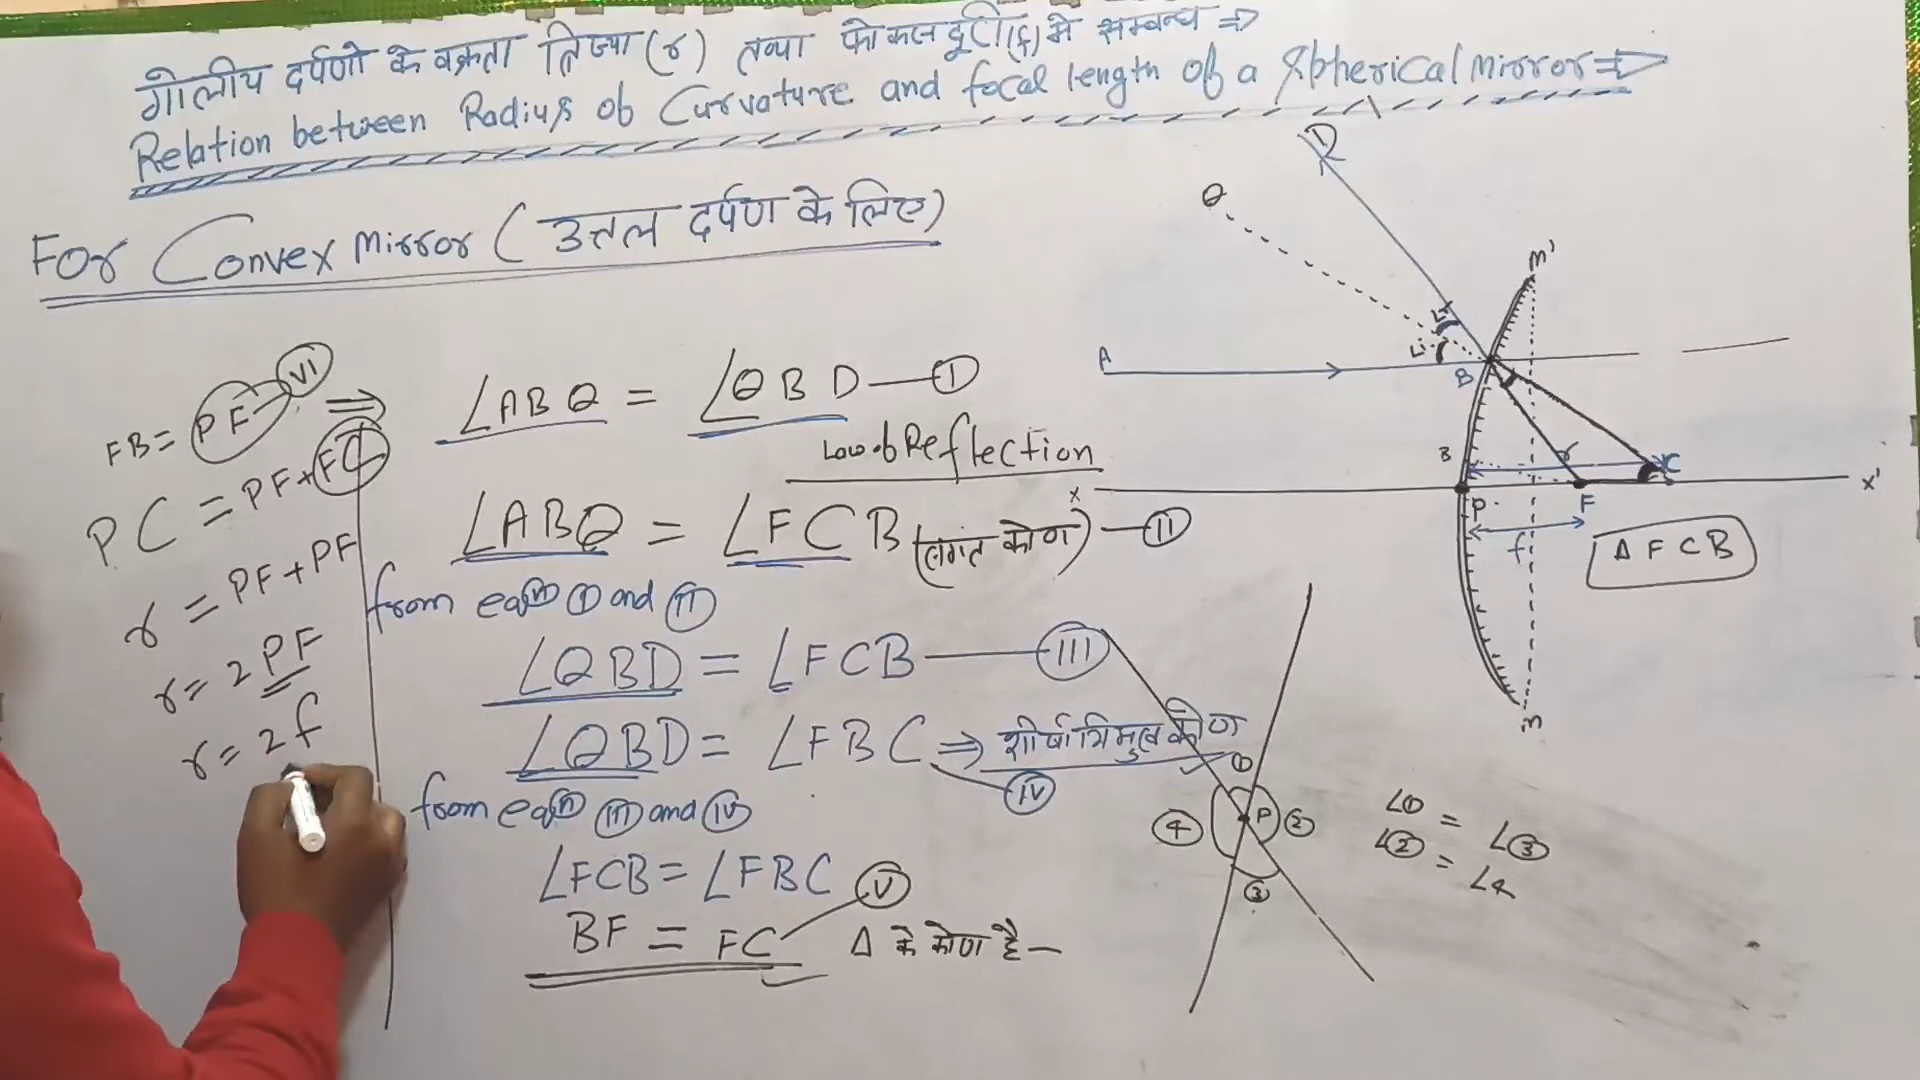 गोलीय दर्पणो के वक्रता त्रिज्या (r) तथा फोकस दूरी (f) मे सम्बन्ध ⇒
Relation between Radius of Curvature and focal length of a Spherical Mirror ⇒
For Convex Mirror (उत्तल दर्पण के लिए)
FB = PF — VI ⇒
PC = PF + FC
r = PF + PF
r = 2 PF
r = 2f
∠ABQ = ∠QBD — I
Law of Reflection
∠ABQ = ∠FCB (संगत कोण) — II
from eqn I and II
∠QBD = ∠FCB — III
∠QBD = ∠FBC ⇒ शीर्षाभिमुख कोण
IV
from eqn III and IV
∠FCB = ∠FBC
BF = FC — V
Δ के कोण है —
D
Q
M'
A
∠r
∠i
B
B
r
C
X
X'
P
F
f
Δ FCB
m
1
4
P
2
3
∠1 = ∠3
∠2 = ∠4